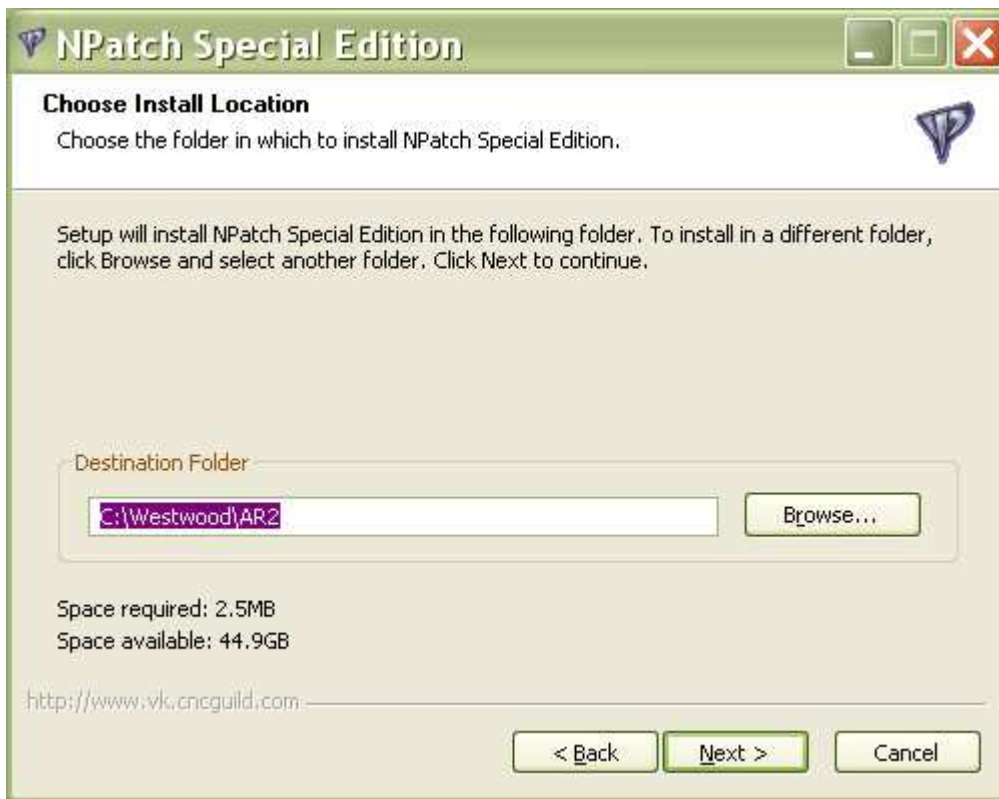 NPatch Special Edition
Choose Install Location
Choose the folder in which to install NPatch Special Edition.
Setup will install NPatch Special Edition in the following folder. To install in a different folder,
click Browse and select another folder. Click Next to continue.
Destination Folder
C:\Westwood\AR2
Browse...
Space required: 2.5MB
Space available: 44.9GB
http://www.vk.cncguild.com
< Back
Next >
Cancel